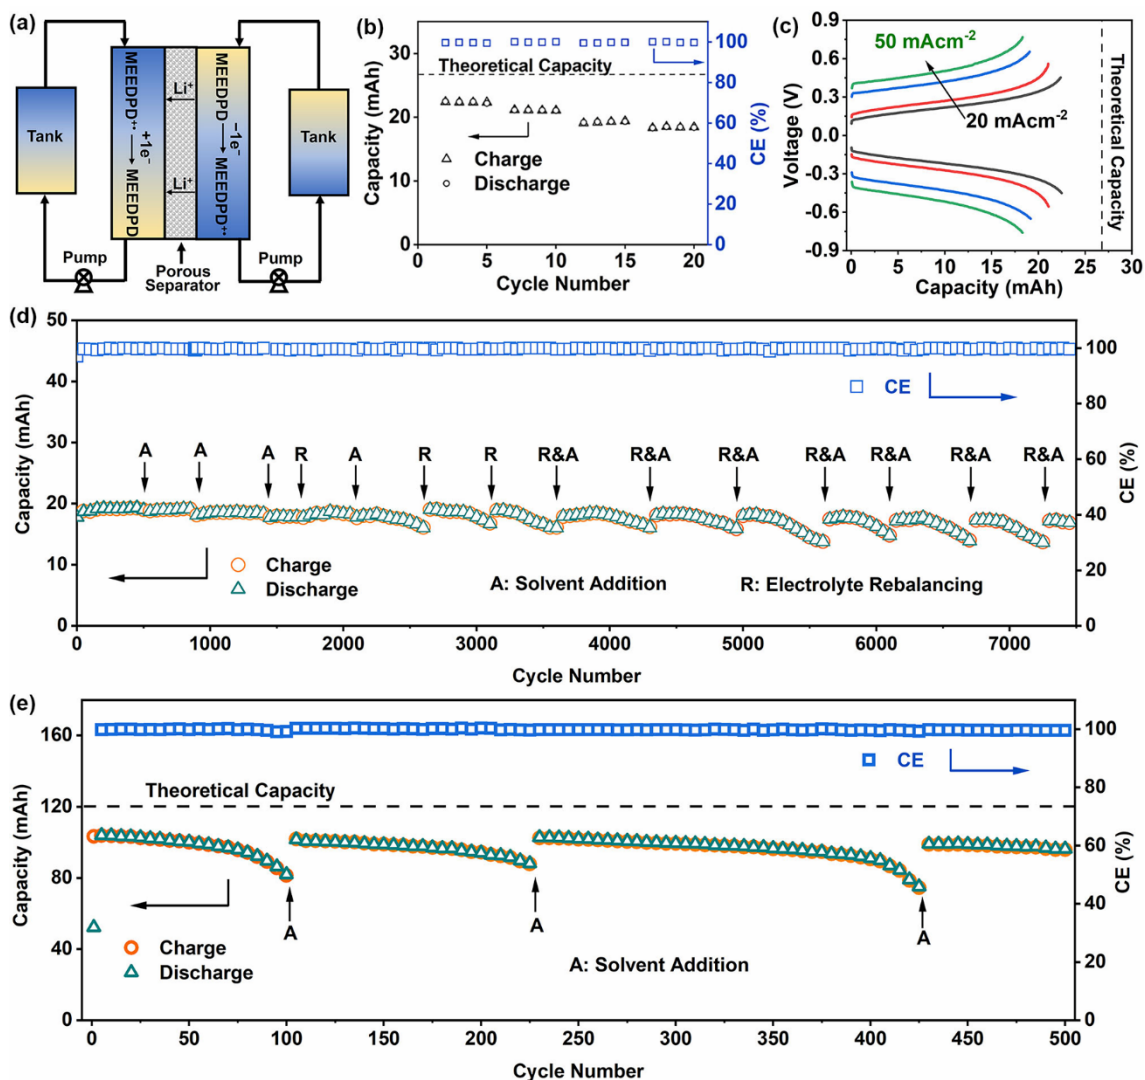 (a)
Tank
MEEDPD⁺• +1e⁻ MEEDPD
Li⁺
Li⁺
MEEDPD −1e⁻ MEEDPD⁺•
Tank
Pump
Porous
Separator
Pump
(b)
Capacity (mAh)
30
20
10
0
Theoretical Capacity
Charge
Discharge
100
80
60
40
20
0
CE (%)
0 5 10 15 20
Cycle Number
(c)
Voltage (V)
0.9
0.6
0.3
0.0
-0.3
-0.6
-0.9
50 mAcm⁻²
20 mAcm⁻²
Theoretical Capacity
0 5 10 15 20 25 30
Capacity (mAh)
(d)
Capacity (mAh)
50
40
30
20
10
0
CE
A A A R A R R R&A R&A R&A R&A R&A R&A R&A
Charge
Discharge
A: Solvent Addition R: Electrolyte Rebalancing
100
80
60
40
20
0
CE (%)
0 1000 2000 3000 4000 5000 6000 7000
Cycle Number
(e)
Capacity (mAh)
160
120
80
40
0
CE
Theoretical Capacity
A A A
Charge
Discharge
A: Solvent Addition
100
80
60
40
20
0
CE (%)
0 50 100 150 200 250 300 350 400 450 500
Cycle Number